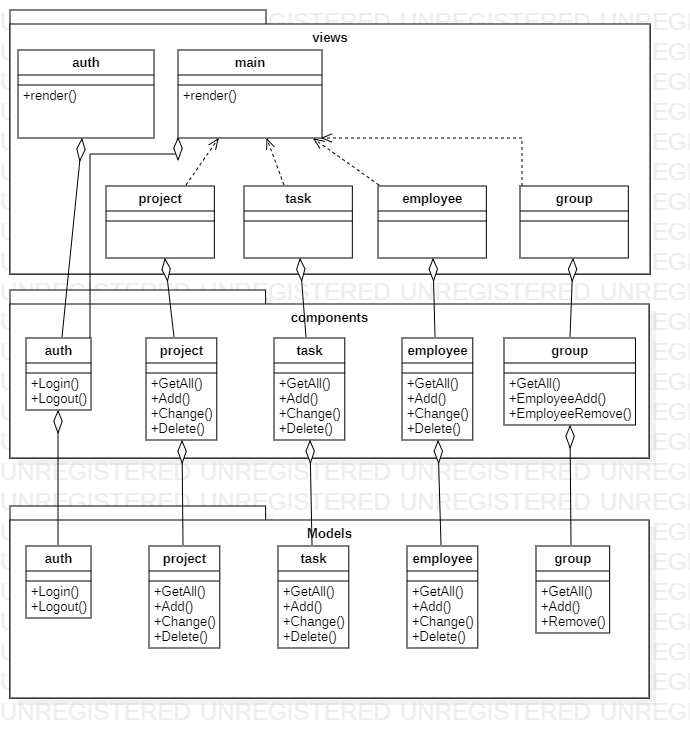 views
auth
+render()
main
+render()
project
task
employee
group
components
auth
+Login()
+Logout()
project
+GetAll()
+Add()
+Change()
+Delete()
task
+GetAll()
+Add()
+Change()
+Delete()
employee
+GetAll()
+Add()
+Change()
+Delete()
group
+GetAll()
+EmployeeAdd()
+EmployeeRemove()
UNREGISTERED UNREGISTERED UNREGISTERED
Models
auth
+Login()
+Logout()
project
+GetAll()
+Add()
+Change()
+Delete()
task
+GetAll()
+Add()
+Change()
+Delete()
employee
+GetAll()
+Add()
+Change()
+Delete()
group
+GetAll()
+Add()
+Remove()
UNREGISTERED UNREGISTERED UNREGISTERED